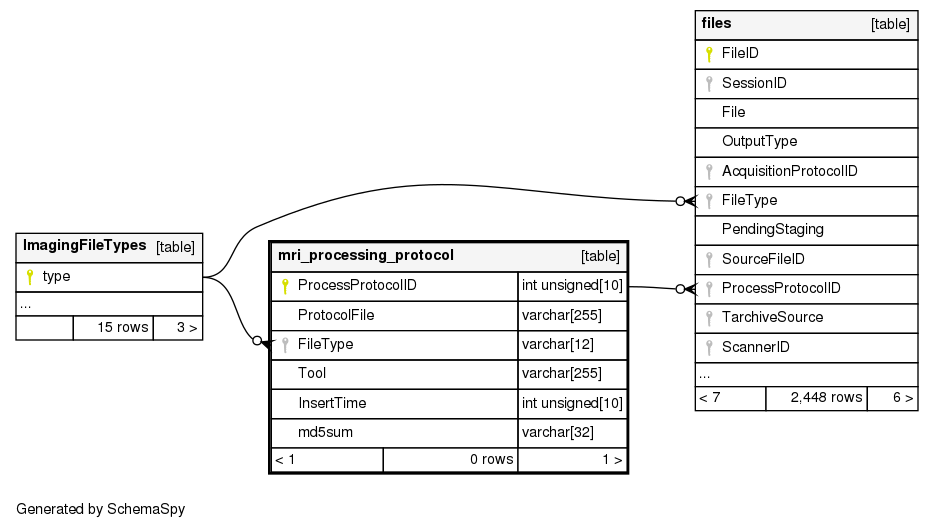 files [table]
FileID
SessionID
File
OutputType
AcquisitionProtocolID
FileType
PendingStaging
SourceFileID
ProcessProtocolID
TarchiveSource
ScannerID
...
< 7 2,448 rows 6 >
ImagingFileTypes [table]
type
...
15 rows 3 >
mri_processing_protocol [table]
ProcessProtocolID int unsigned[10]
ProtocolFile varchar[255]
FileType varchar[12]
Tool varchar[255]
InsertTime int unsigned[10]
md5sum varchar[32]
< 1 0 rows 1 >
Generated by SchemaSpy